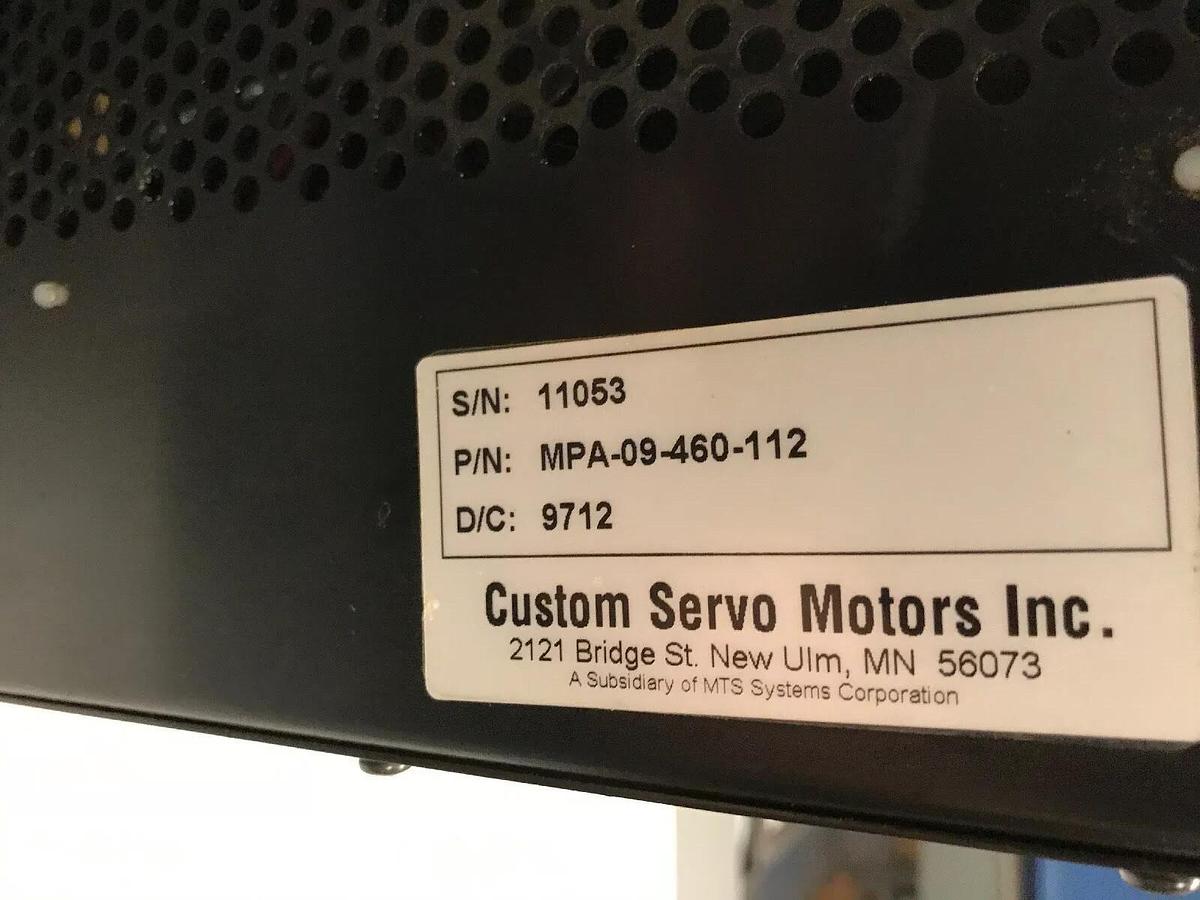 S/N: 11053
P/N: MPA-09-460-112
D/C: 9712
Custom Servo Motors Inc.
2121 Bridge St. New Ulm, MN 56073
A Subsidiary of MTS Systems Corporation